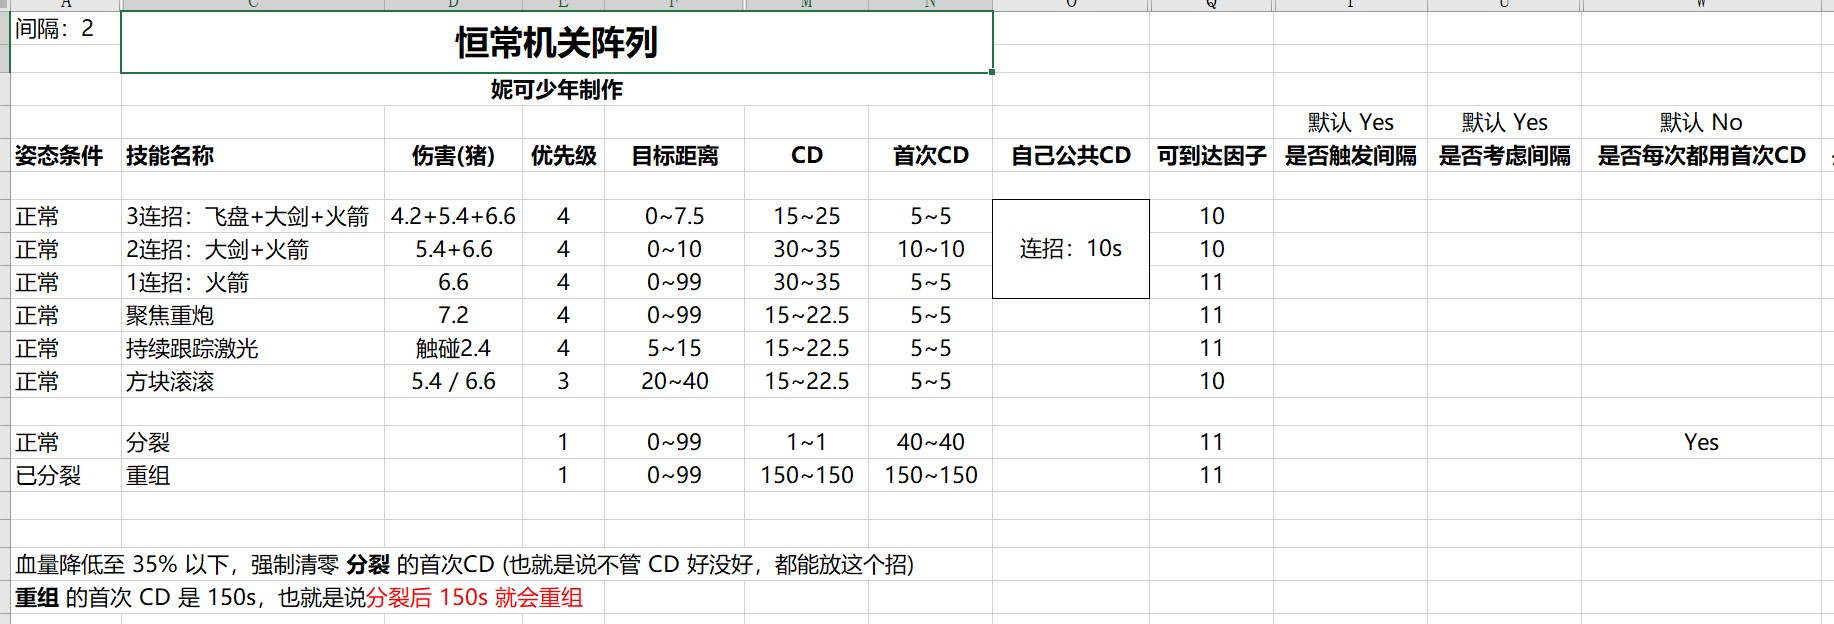 A C D E F M N O Q T U W
间隔：2
恒常机关阵列
妮可少年制作
默认 Yes 默认 Yes 默认 No
姿态条件 技能名称 伤害(猪) 优先级 目标距离 CD 首次CD 自己公共CD 可到达因子 是否触发间隔 是否考虑间隔 是否每次都用首次CD
正常 3连招：飞盘+大剑+火箭 4.2+5.4+6.6 4 0~7.5 15~25 5~5 10
正常 2连招：大剑+火箭 5.4+6.6 4 0~10 30~35 10~10 连招：10s 10
正常 1连招：火箭 6.6 4 0~99 30~35 5~5 11
正常 聚焦重炮 7.2 4 0~99 15~22.5 5~5 11
正常 持续跟踪激光 触碰2.4 4 5~15 15~22.5 5~5 11
正常 方块滚滚 5.4 / 6.6 3 20~40 15~22.5 5~5 10
正常 分裂 1 0~99 1~1 40~40 11 Yes
已分裂 重组 1 0~99 150~150 150~150 11
血量降低至 35% 以下，强制清零 分裂 的首次CD (也就是说不管 CD 好没好，都能放这个招)
重组 的首次 CD 是 150s，也就是说分裂后 150s 就会重组